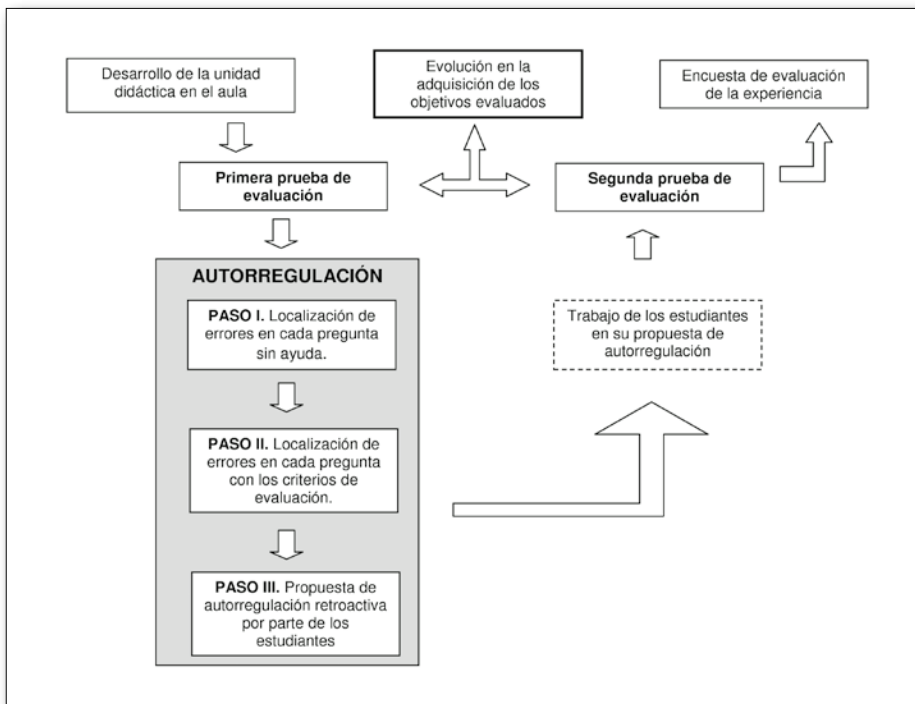 Desarrollo de la unidad
didáctica en el aula
Evolución en la
adquisición de los
objetivos evaluados
Encuesta de evaluación
de la experiencia
Primera prueba de
evaluación
Segunda prueba de
evaluación
AUTORREGULACIÓN
PASO I. Localización de
errores en cada pregunta
sin ayuda.
Trabajo de los estudiantes
en su propuesta de
autorregulación
PASO II. Localización de
errores en cada pregunta
con los criterios de
evaluación.
PASO III. Propuesta de
autorregulación retroactiva
por parte de los
estudiantes